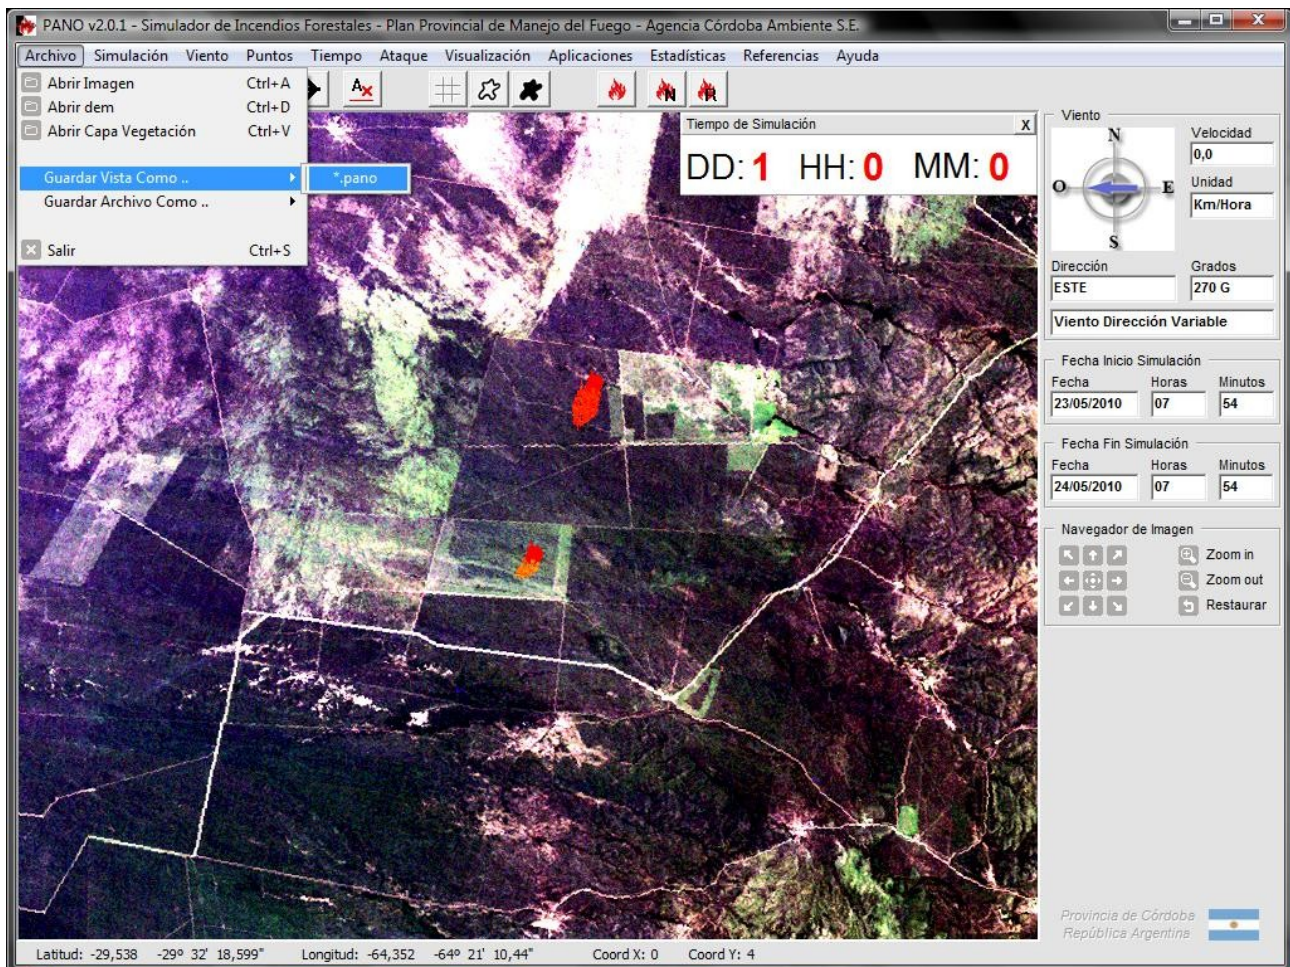 PANO v2.0.1 - Simulador de Incendios Forestales - Plan Provincial de Manejo del Fuego - Agencia Córdoba Ambiente S.E.
Archivo Simulación Viento Puntos Tiempo Ataque Visualización Aplicaciones Estadísticas Referencias Ayuda
Abrir Imagen Ctrl+A
Abrir dem Ctrl+D
Abrir Capa Vegetación Ctrl+V
Guardar Vista Como .. *.pano
Guardar Archivo Como ..
Salir Ctrl+S
A
N
R
Tiempo de Simulación X
DD: 1 HH: 0 MM: 0
Viento
N
O
E
S
Velocidad
0,0
Unidad
Km/Hora
Dirección Grados
ESTE 270 G
Viento Dirección Variable
Fecha Inicio Simulación
Fecha Horas Minutos
23/05/2010 07 54
Fecha Fin Simulación
Fecha Horas Minutos
24/05/2010 07 54
Navegador de Imagen
Zoom in
Zoom out
Restaurar
Provincia de Córdoba
República Argentina
Latitud: -29,538 -29º 32' 18,599" Longitud: -64,352 -64º 21' 10,44" Coord X: 0 Coord Y: 4